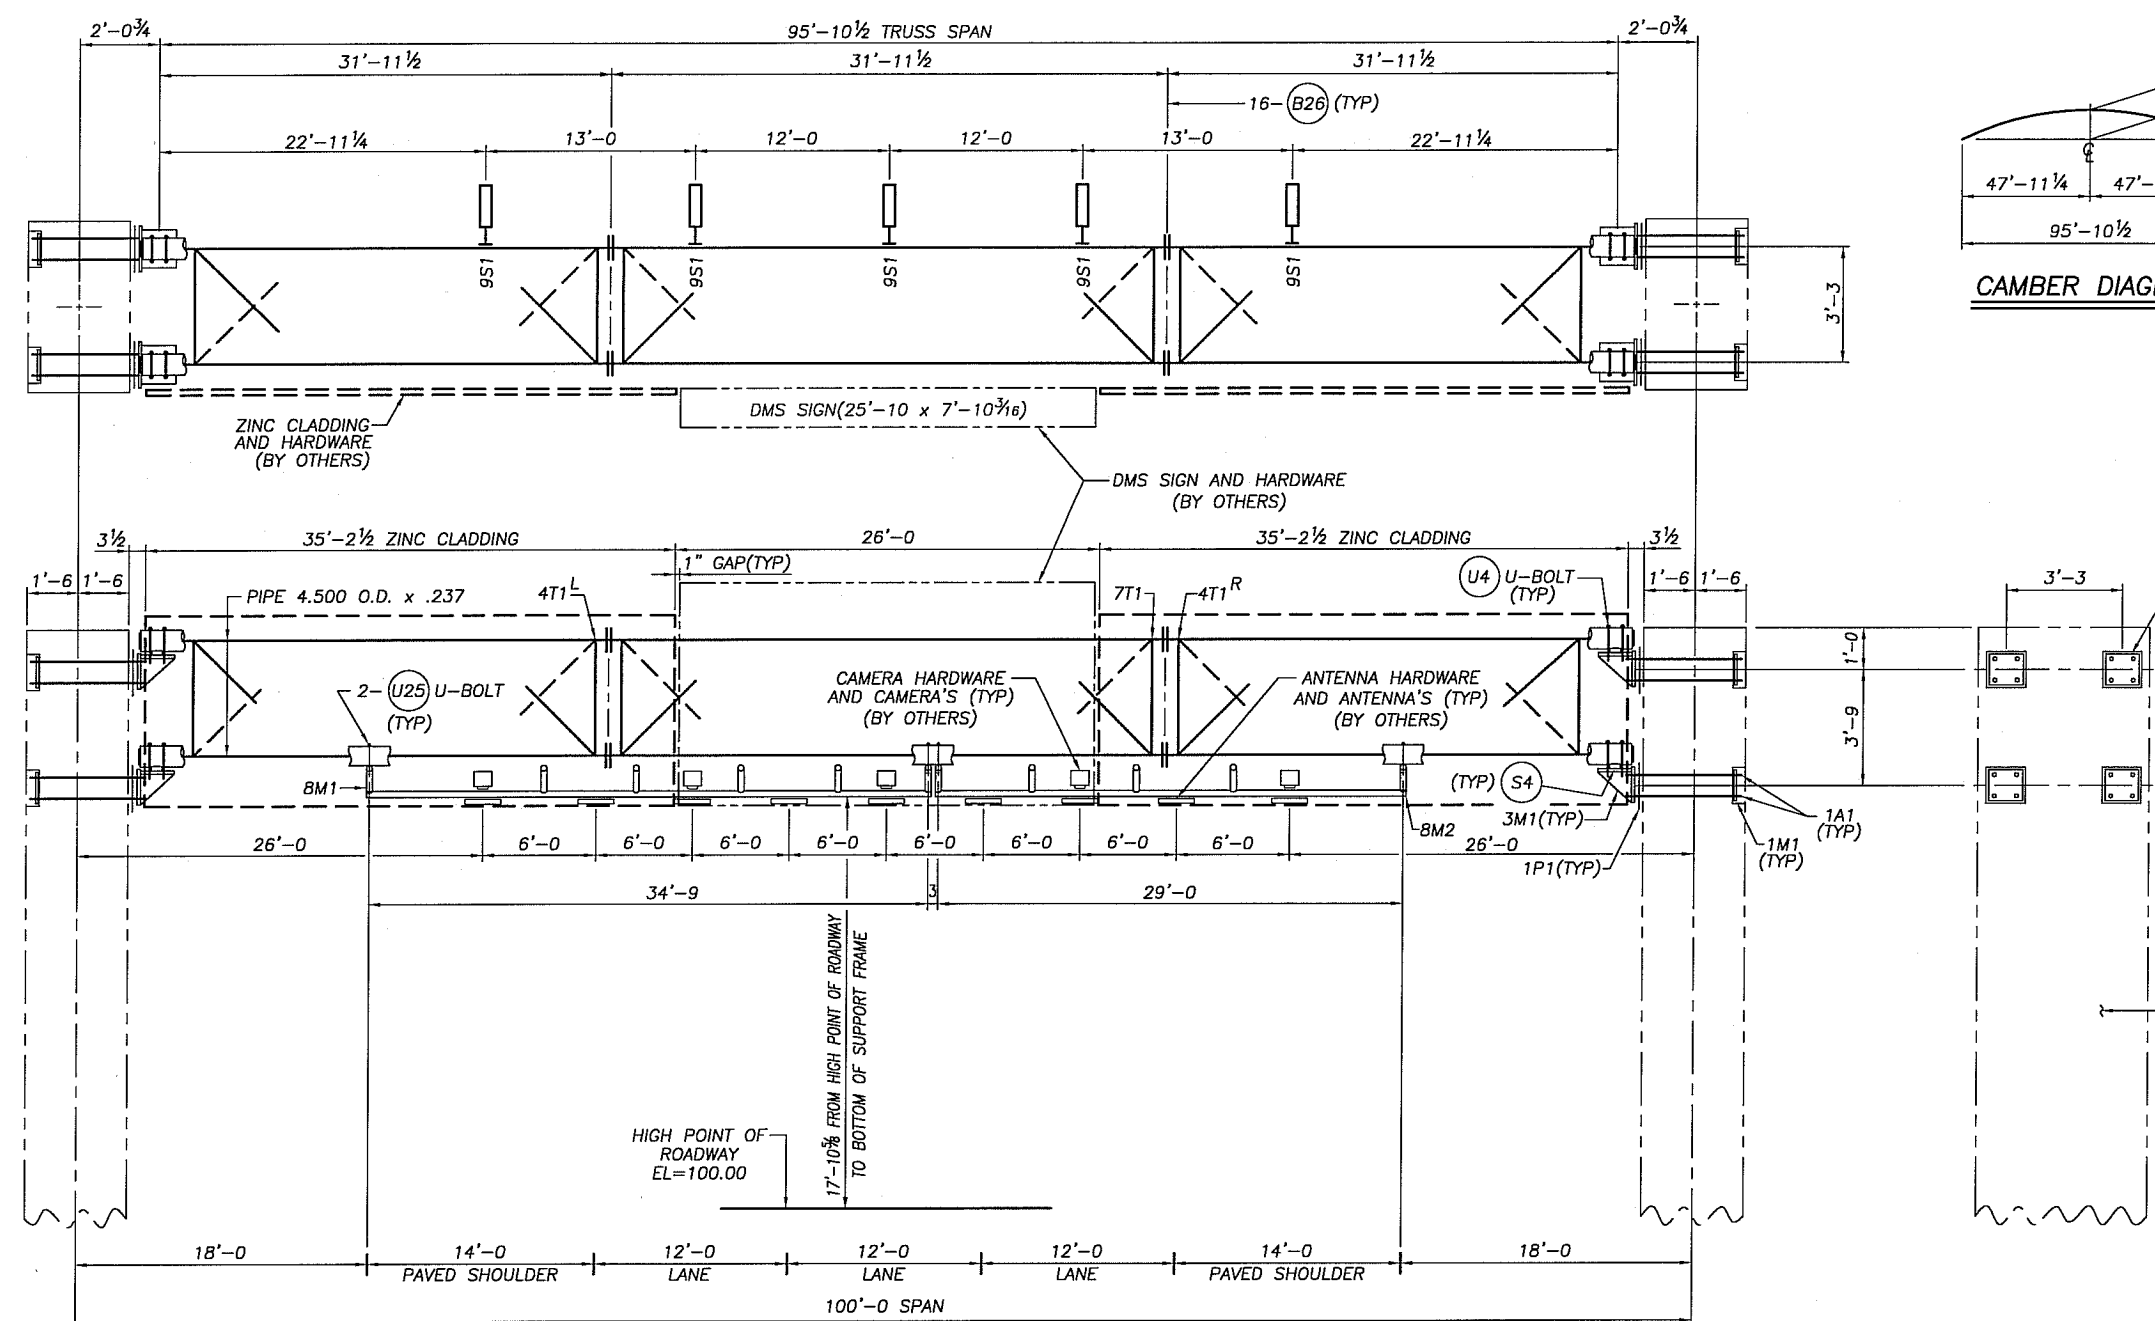 2'-0¾
95'-10½ TRUSS SPAN
2'-0¾
31'-11½
31'-11½
31'-11½
16- B26 (TYP)
22'-11¼
13'-0
12'-0
12'-0
13'-0
22'-11¼
9S1
9S1
9S1
9S1
9S1
3'-3
℄
47'-11¼
47'-
95'-10½
CAMBER DIAG
ZINC CLADDING
AND HARDWARE
(BY OTHERS)
DMS SIGN(25'-10 x 7'-10³⁄₁₆)
DMS SIGN AND HARDWARE
(BY OTHERS)
3½
35'-2½ ZINC CLADDING
26'-0
35'-2½ ZINC CLADDING
3½
1" GAP(TYP)
1'-6
1'-6
PIPE 4.500 O.D. x .237
4T1 L
7T1
4T1 R
U4 U-BOLT
(TYP)
1'-6
1'-6
3'-3
1'-0
2- U25 U-BOLT
(TYP)
CAMERA HARDWARE
AND CAMERA'S (TYP)
(BY OTHERS)
ANTENNA HARDWARE
AND ANTENNA'S (TYP)
(BY OTHERS)
3'-9
8M1
(TYP) S4
3M1(TYP)
8M2
1A1
(TYP)
1M1
(TYP)
1P1(TYP)
26'-0
6'-0
6'-0
6'-0
6'-0
6'-0
6'-0
6'-0
6'-0
26'-0
34'-9
3
29'-0
17'-10⅝ FROM HIGH POINT OF ROADWAY
TO BOTTOM OF SUPPORT FRAME
HIGH POINT OF
ROADWAY
EL=100.00
18'-0
14'-0
12'-0
12'-0
12'-0
14'-0
18'-0
PAVED SHOULDER
LANE
LANE
LANE
PAVED SHOULDER
100'-0 SPAN